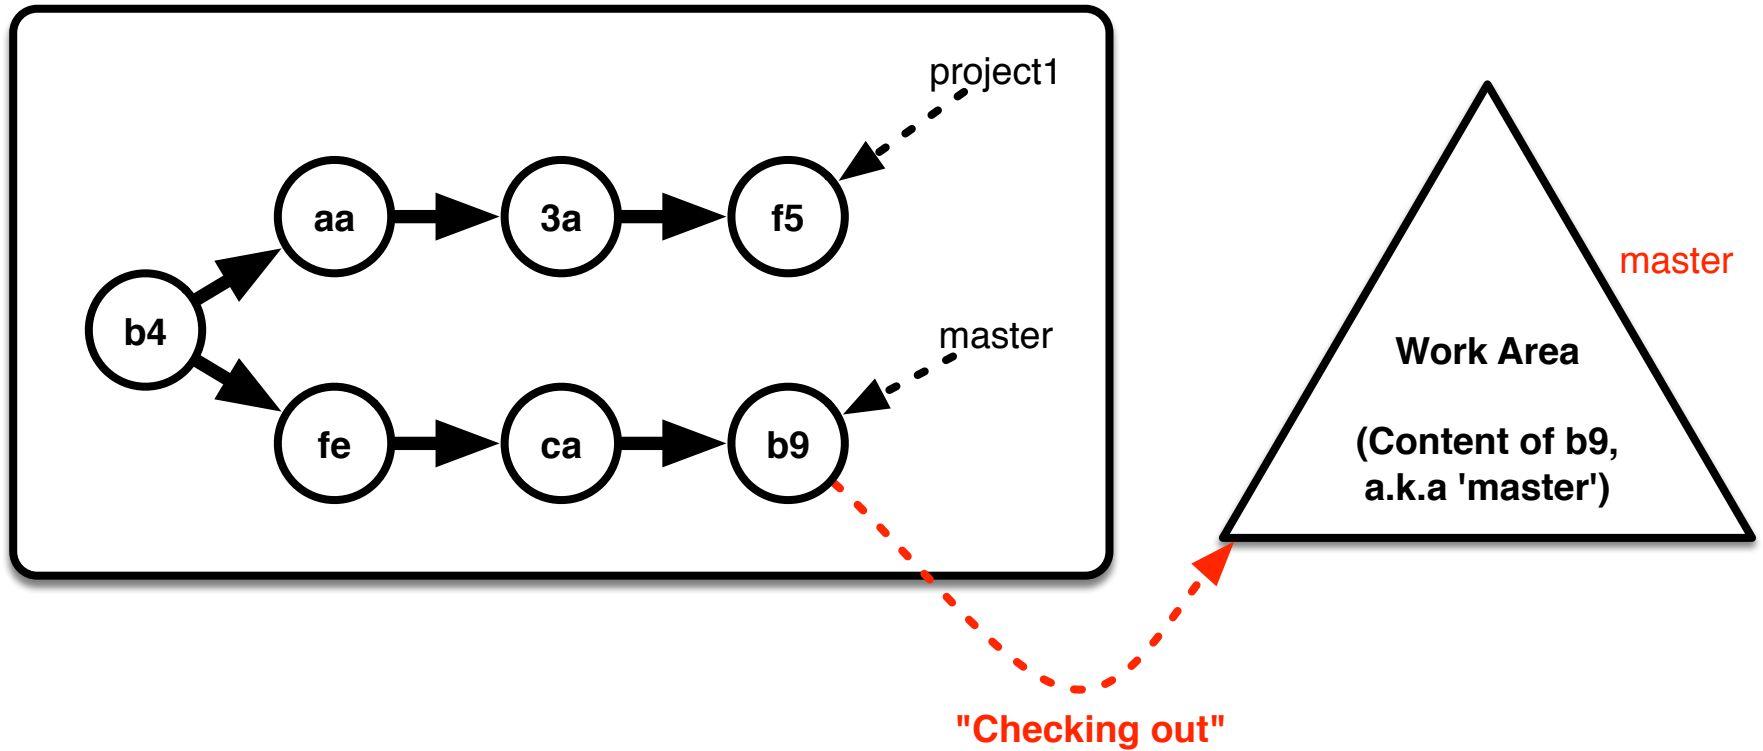 project1
aa
3a
f5
b4
master
fe
ca
b9
master
Work Area
(Content of b9,
a.k.a 'master')
"Checking out"